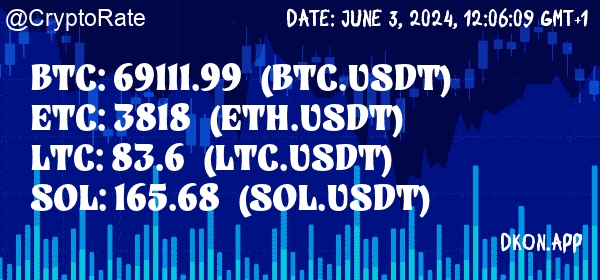 @CryptoRate
DATE: JUNE 3, 2024, 12:06:09 GMT+1
BTC: 69111.99 (BTC.USDT)
ETC: 3818 (ETH.USDT)
LTC: 83.6 (LTC.USDT)
SOL: 165.68 (SOL.USDT)
DKON.APP